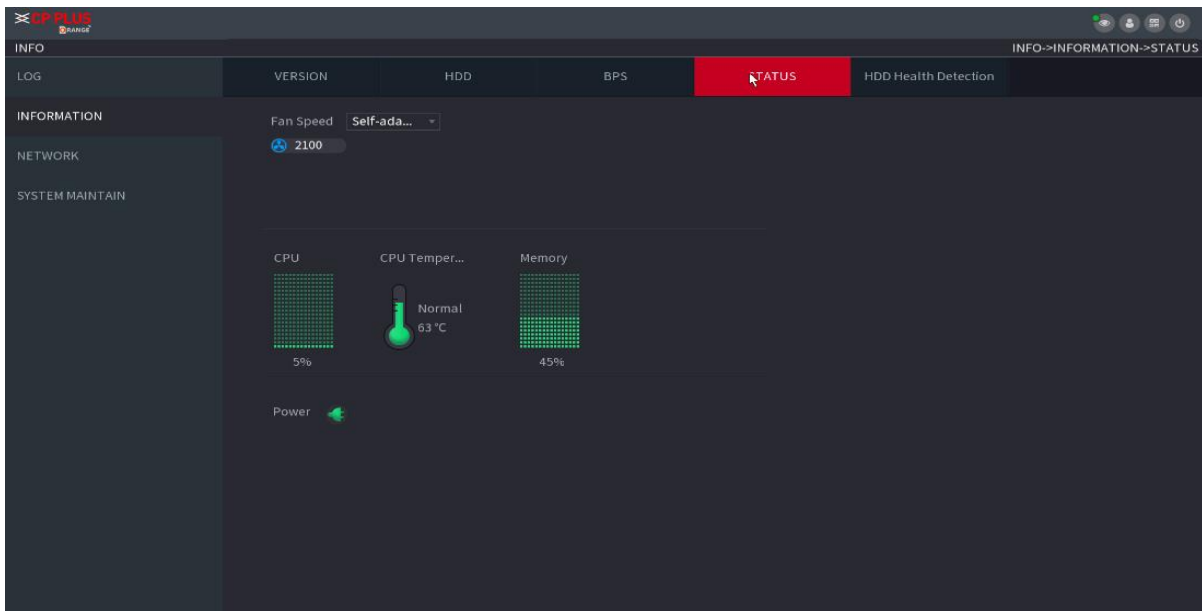 CP PLUS
ORANGE
INFO
INFO->INFORMATION->STATUS
LOG
VERSION
HDD
BPS
STATUS
HDD Health Detection
INFORMATION
NETWORK
SYSTEM MAINTAIN
Fan Speed
Self-ada...
2100
CPU
CPU Temper...
Memory
Normal
63 °C
5%
45%
Power